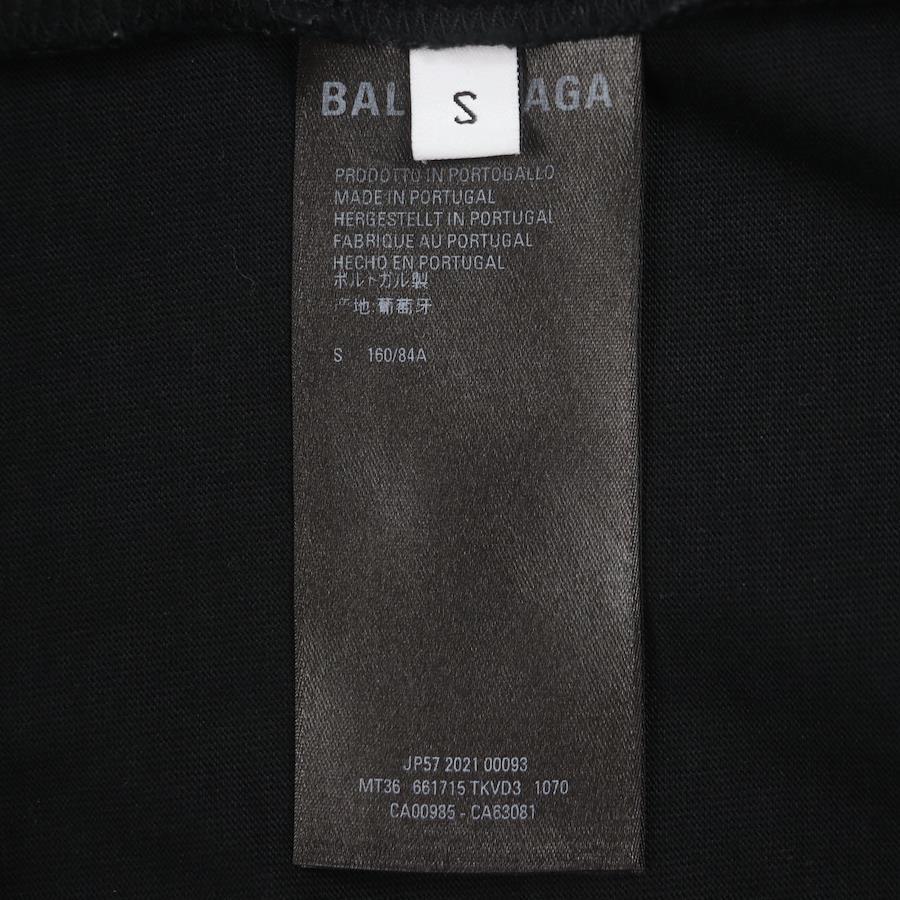 BAL AGA
S
PRODOTTO IN PORTOGALLO
MADE IN PORTUGAL
HERGESTELLT IN PORTUGAL
FABRIQUE AU PORTUGAL
HECHO EN PORTUGAL
ポルトガル製
产地:葡萄牙
S 160/84A
JP57 2021 00093
MT36 661715 TKVD3 1070
CA00985 - CA63081